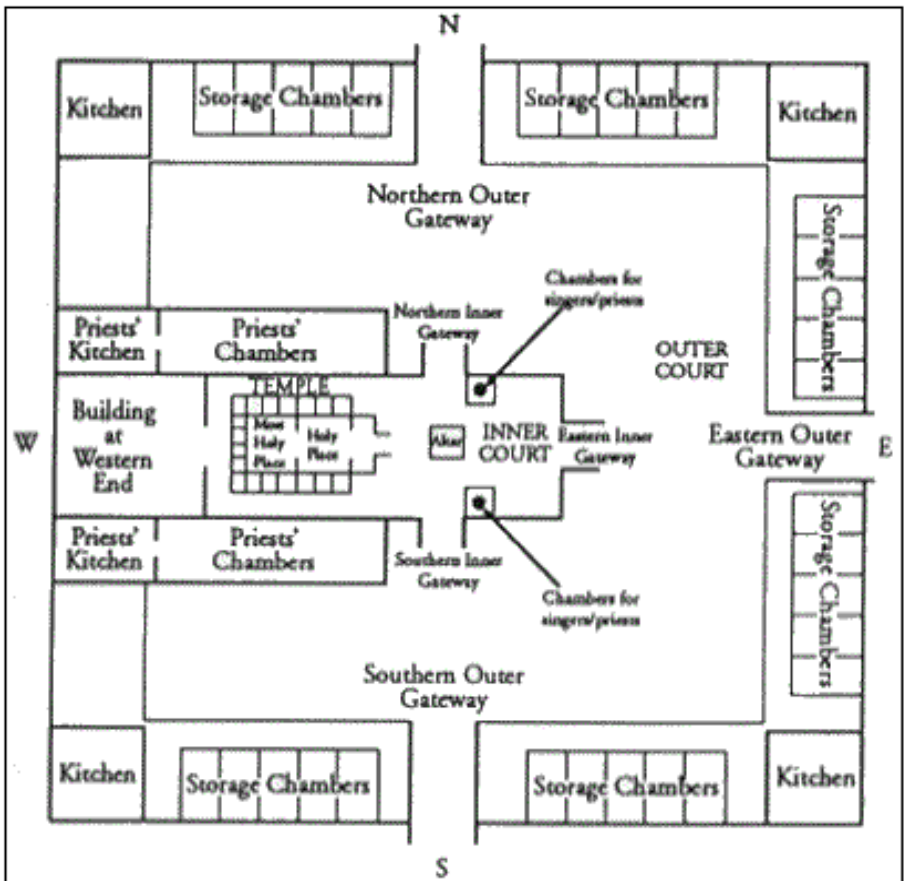 N
Kitchen
Storage Chambers
Storage Chambers
Kitchen
Northern Outer
Gateway
Storage Chambers
Chambers for
singers/priests
Northern Inner
Gateway
Priests'
Kitchen
Priests'
Chambers
OUTER
COURT
TEMPLE
Building
at
Western
End
Most
Holy
Place
Holy
Place
Altar
INNER
COURT
Eastern Inner
Gateway
Eastern Outer
Gateway
W
E
Priests'
Kitchen
Priests'
Chambers
Southern Inner
Gateway
Storage Chambers
Chambers for
singers/priests
Southern Outer
Gateway
Kitchen
Storage Chambers
Storage Chambers
Kitchen
S